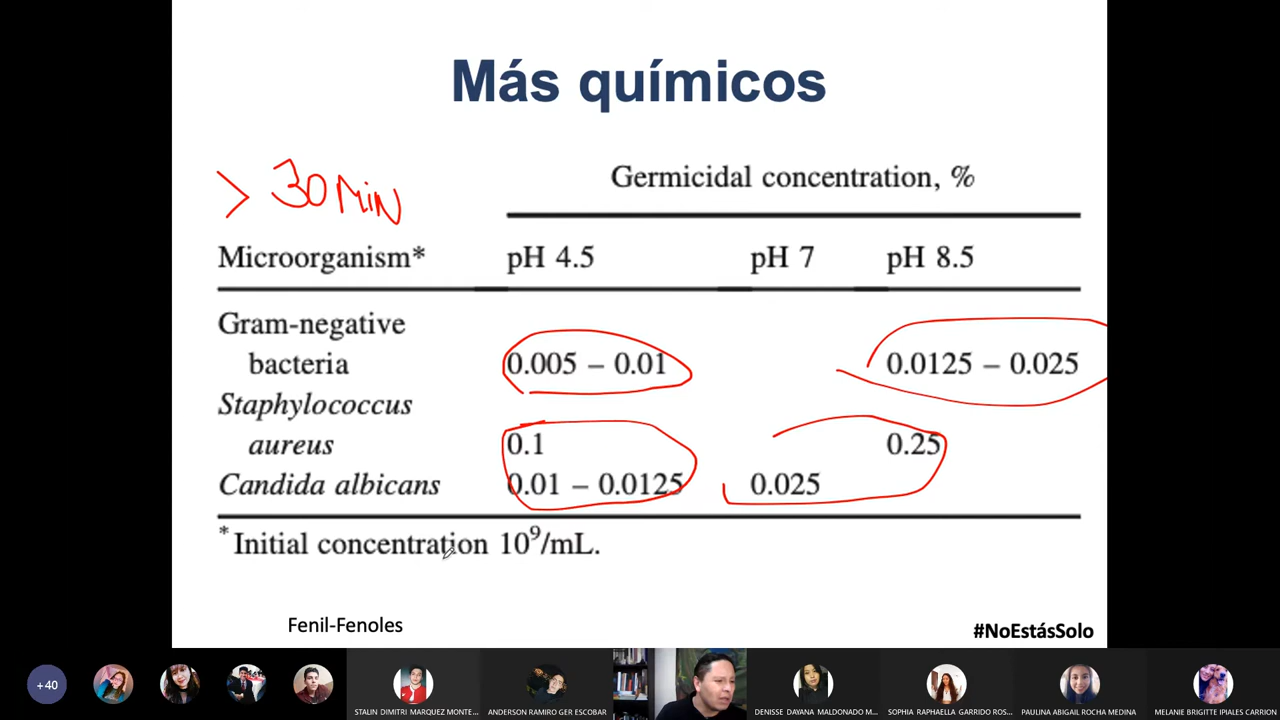 Más químicos
> 30 MiN
Germicidal concentration, %
Microorganism* pH 4.5 pH 7 pH 8.5
Gram-negative
bacteria 0.005 – 0.01 0.0125 – 0.025
Staphylococcus
aureus 0.1 0.25
Candida albicans 0.01 – 0.0125 0.025
* Initial concentration 10⁹/mL.
Fenil-Fenoles
#NoEstásSolo
+40
STALIN DIMITRI MARQUEZ MONTE...
ANDERSON RAMIRO GER ESCOBAR
DENISSE DAYANA MALDONADO M...
SOPHIA RAPHAELLA GARRIDO ROS...
PAULINA ABIGAIL ROCHA MEDINA
MELANIE BRIGITTE IPIALES CARRION